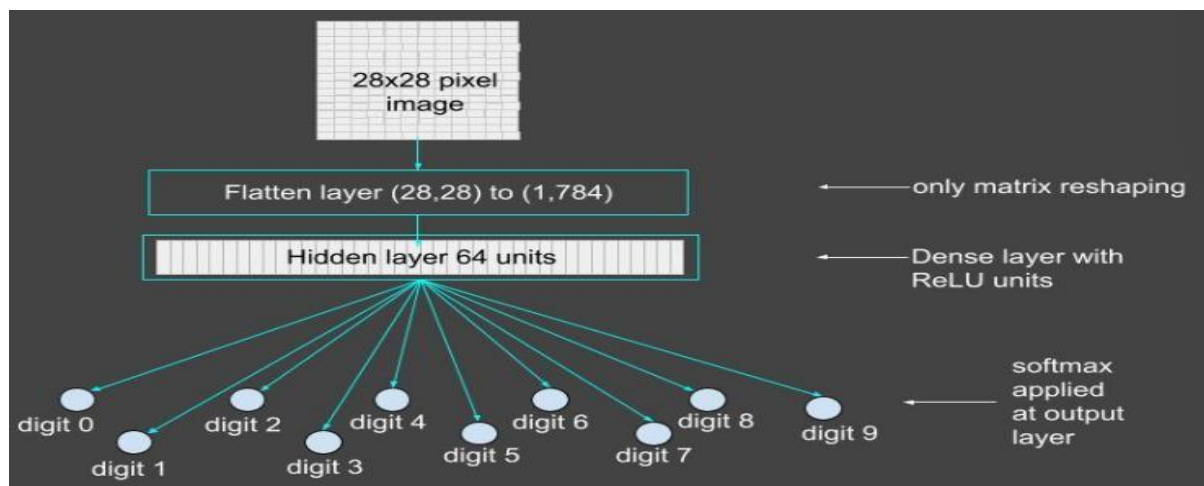 28x28 pixel
image
Flatten layer (28,28) to (1,784)
only matrix reshaping
Hidden layer 64 units
Dense layer with
ReLU units
softmax
applied
at output
layer
digit 0
digit 2
digit 4
digit 6
digit 8
digit 9
digit 1
digit 3
digit 5
digit 7